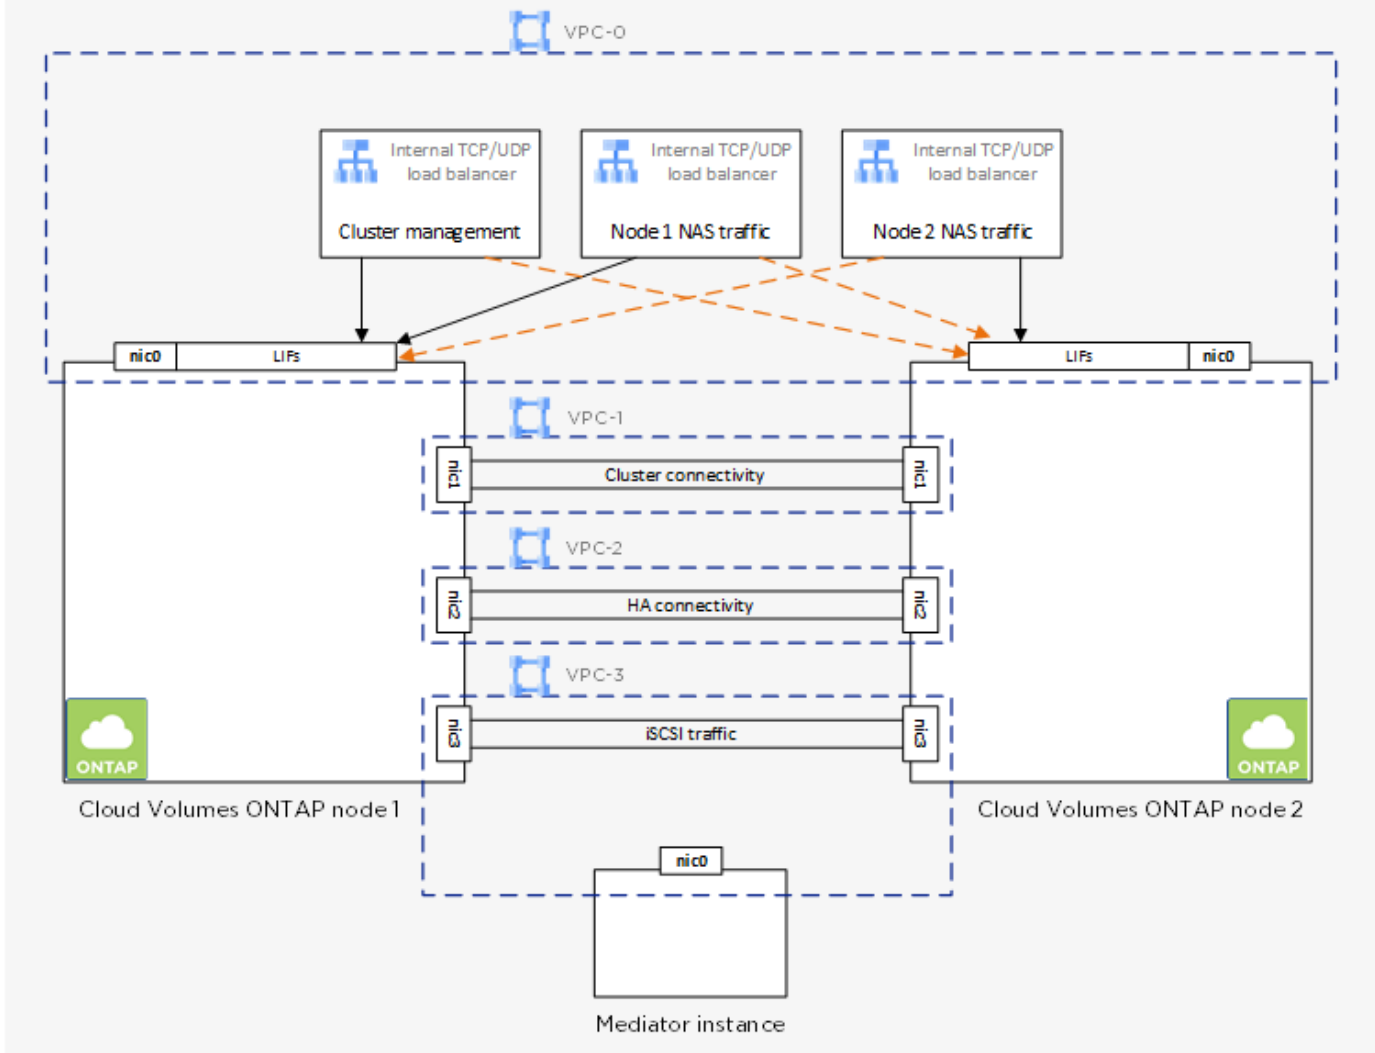 VPC-0
Internal TCP/UDP
load balancer
Cluster management
Internal TCP/UDP
load balancer
Node 1 NAS traffic
Internal TCP/UDP
load balancer
Node 2 NAS traffic
nic0 LIFs
LIFs nic0
VPC-1
nic1 Cluster connectivity nic1
VPC-2
nic2 HA connectivity nic2
VPC-3
nic3 iSCSI traffic nic3
ONTAP
ONTAP
Cloud Volumes ONTAP node 1
Cloud Volumes ONTAP node 2
nic0
Mediator instance